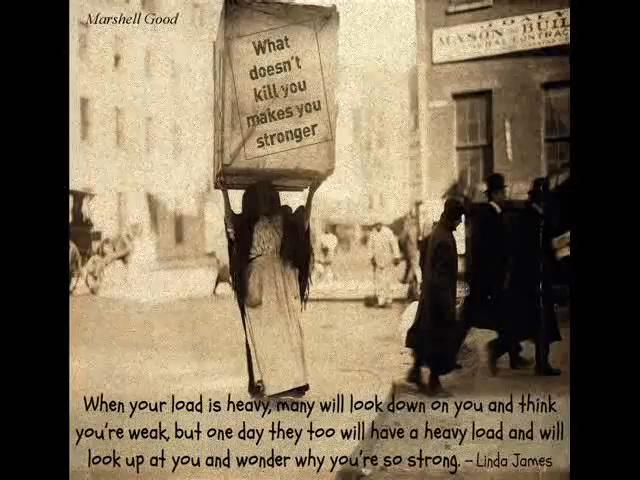 Marshell Good
What
doesn't
kill you
makes you
stronger
MASON & BUIL
When your load is heavy, many will look down on you and think
you're weak, but one day they too will have a heavy load and will
look up at you and wonder why you're so strong. – Linda James